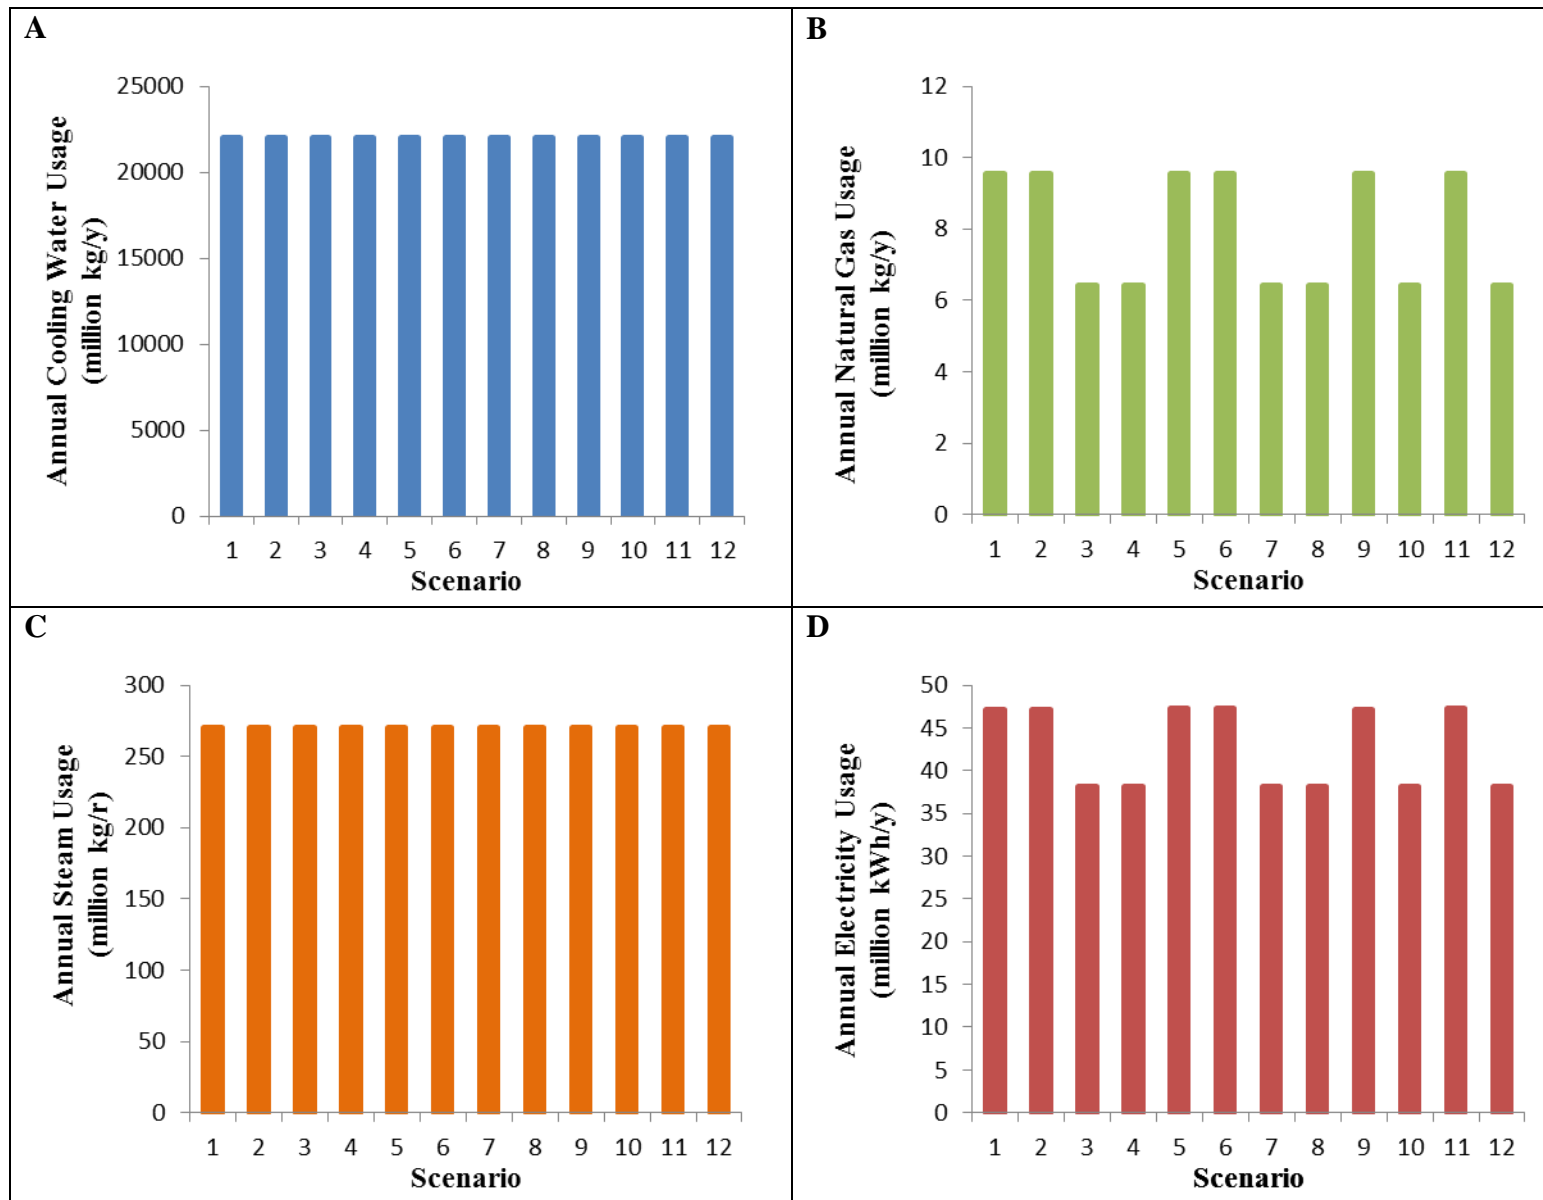 A
Annual Cooling Water Usage
(million kg/y)
25000
20000
15000
10000
5000
0
1 2 3 4 5 6 7 8 9 10 11 12
Scenario
B
Annual Natural Gas Usage
(million kg/y)
12
10
8
6
4
2
0
1 2 3 4 5 6 7 8 9 10 11 12
Scenario
C
Annual Steam Usage
(million kg/r)
300
250
200
150
100
50
0
1 2 3 4 5 6 7 8 9 10 11 12
Scenario
D
Annual Electricity Usage
(million kWh/y)
50
45
40
35
30
25
20
15
10
5
0
1 2 3 4 5 6 7 8 9 10 11 12
Scenario